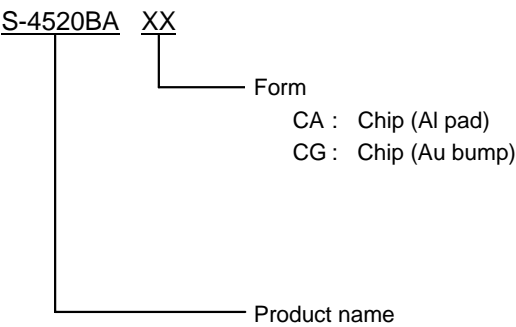 S-4520BA XX
Form
CA : Chip (Al pad)
CG : Chip (Au bump)
Product name